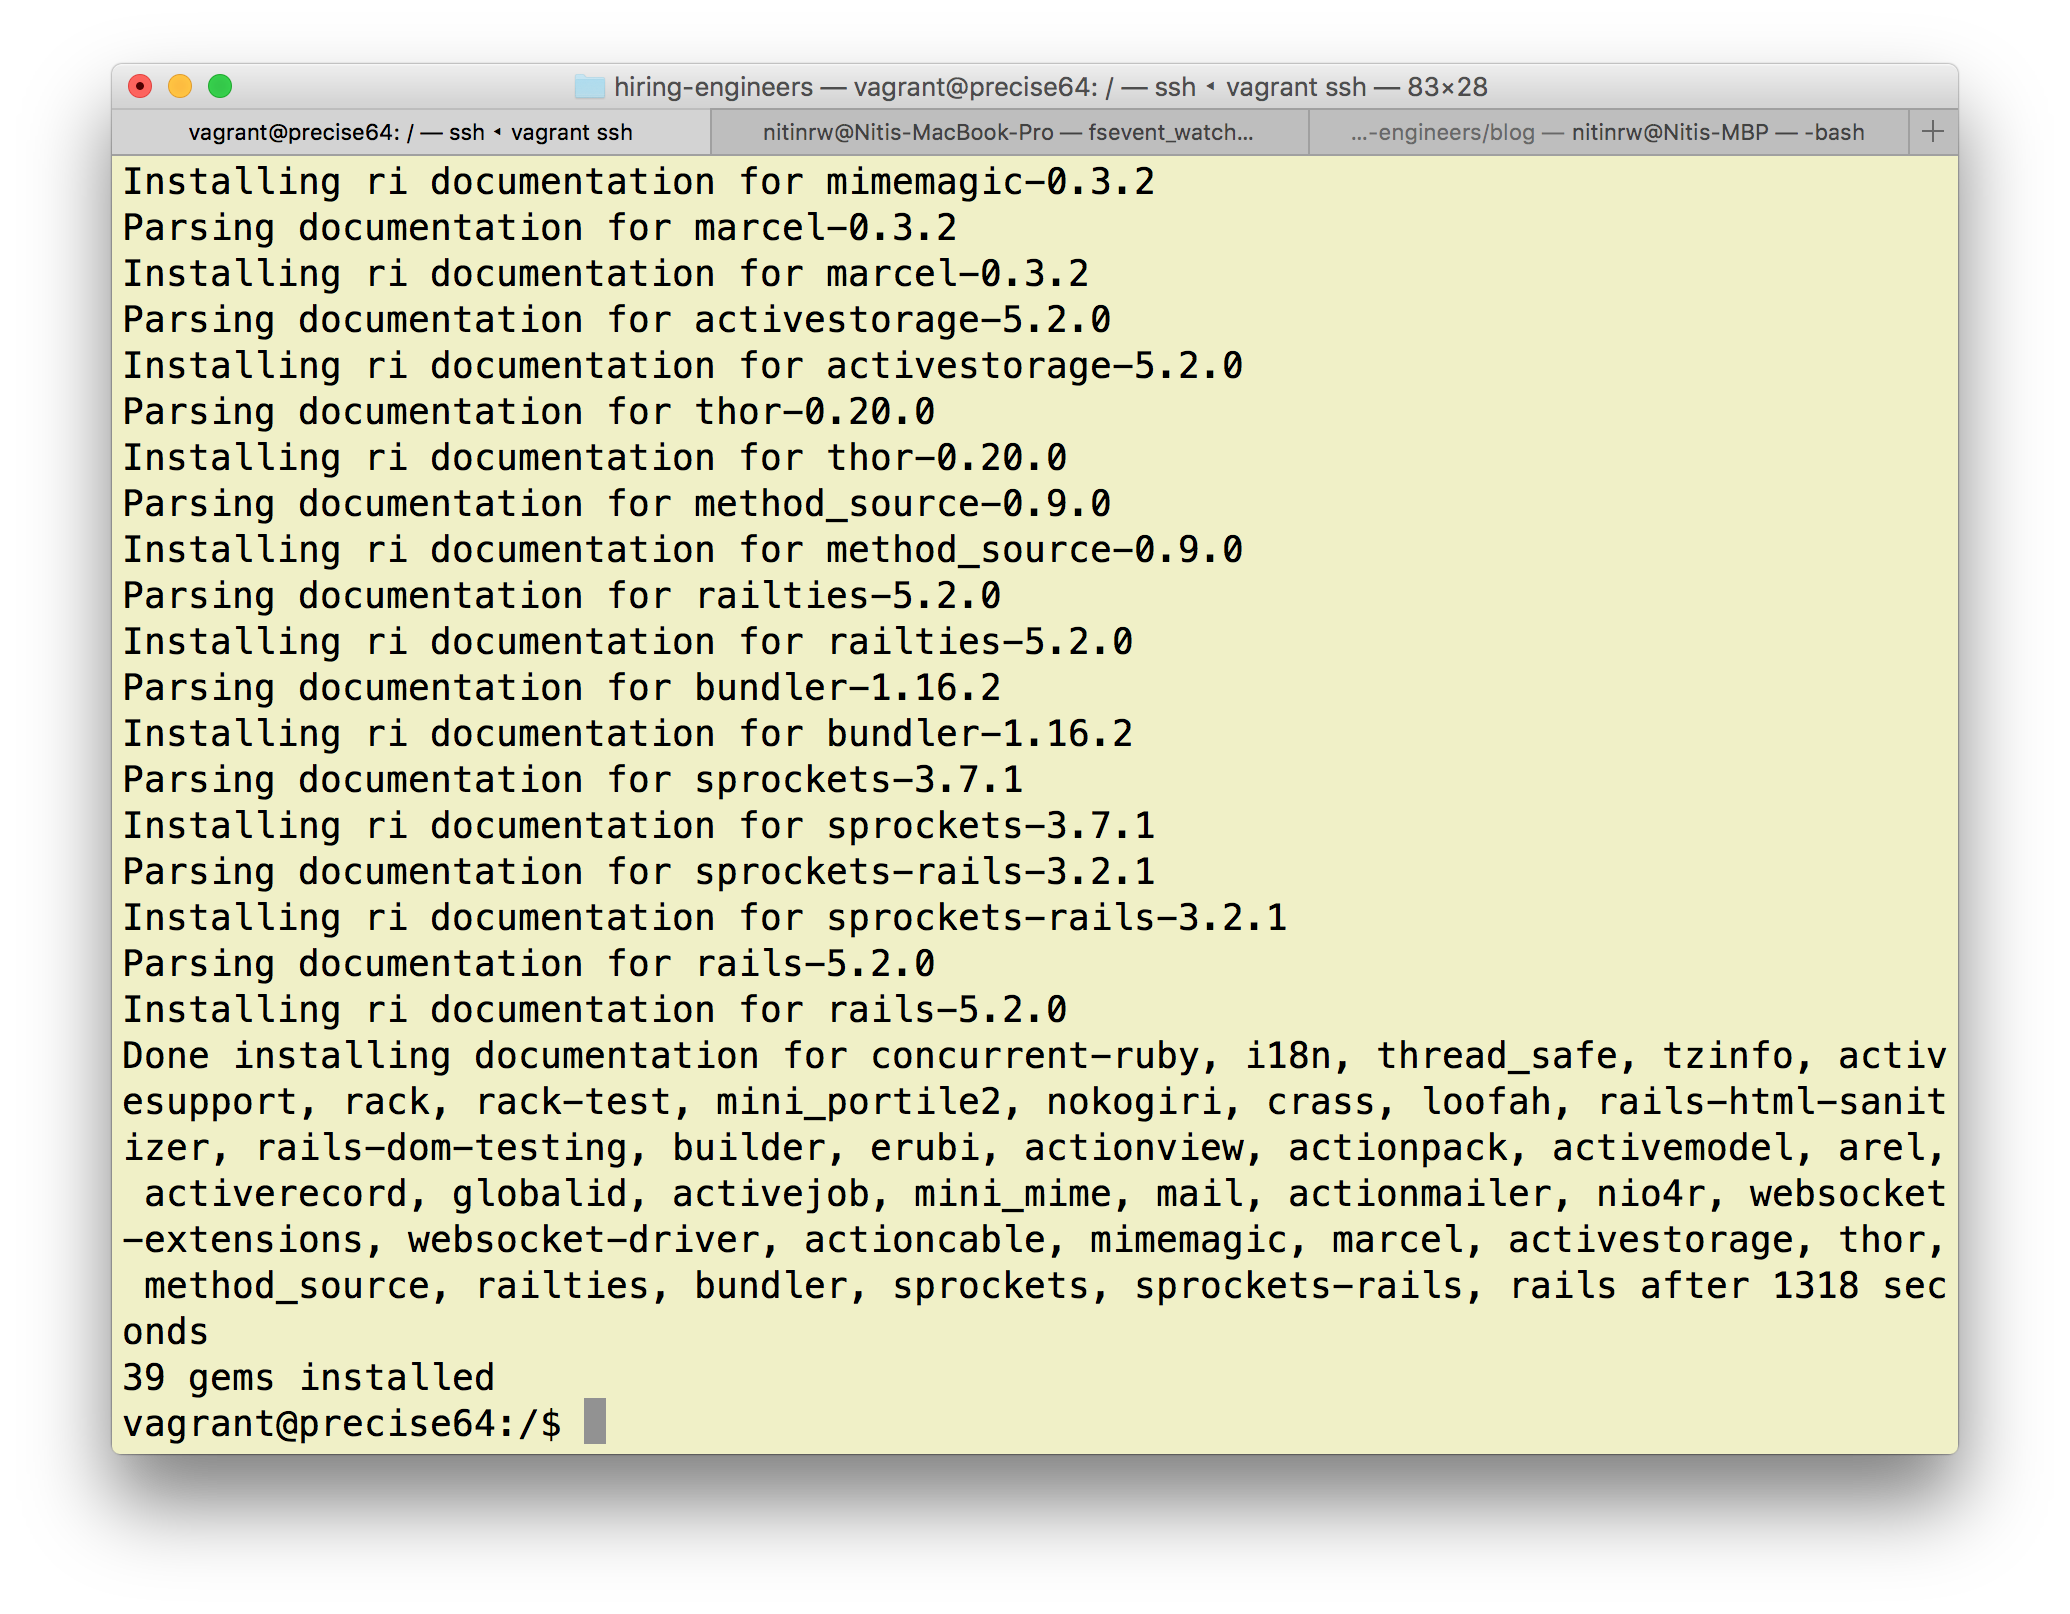 hiring-engineers — vagrant@precise64: / — ssh ◂ vagrant ssh — 83×28
vagrant@precise64: / — ssh ◂ vagrant ssh
nitinrw@Nitis-MacBook-Pro — fsevent_watch...
...-engineers/blog — nitinrw@Nitis-MBP — -bash
Installing ri documentation for mimemagic-0.3.2
Parsing documentation for marcel-0.3.2
Installing ri documentation for marcel-0.3.2
Parsing documentation for activestorage-5.2.0
Installing ri documentation for activestorage-5.2.0
Parsing documentation for thor-0.20.0
Installing ri documentation for thor-0.20.0
Parsing documentation for method_source-0.9.0
Installing ri documentation for method_source-0.9.0
Parsing documentation for railties-5.2.0
Installing ri documentation for railties-5.2.0
Parsing documentation for bundler-1.16.2
Installing ri documentation for bundler-1.16.2
Parsing documentation for sprockets-3.7.1
Installing ri documentation for sprockets-3.7.1
Parsing documentation for sprockets-rails-3.2.1
Installing ri documentation for sprockets-rails-3.2.1
Parsing documentation for rails-5.2.0
Installing ri documentation for rails-5.2.0
Done installing documentation for concurrent-ruby, i18n, thread_safe, tzinfo, activ
esupport, rack, rack-test, mini_portile2, nokogiri, crass, loofah, rails-html-sanit
izer, rails-dom-testing, builder, erubi, actionview, actionpack, activemodel, arel,
 activerecord, globalid, activejob, mini_mime, mail, actionmailer, nio4r, websocket
-extensions, websocket-driver, actioncable, mimemagic, marcel, activestorage, thor,
 method_source, railties, bundler, sprockets, sprockets-rails, rails after 1318 sec
onds
39 gems installed
vagrant@precise64:/$